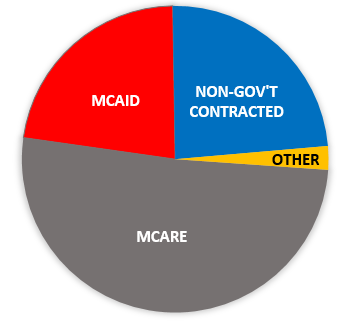 MCAID
NON-GOV'T
CONTRACTED
OTHER
MCARE